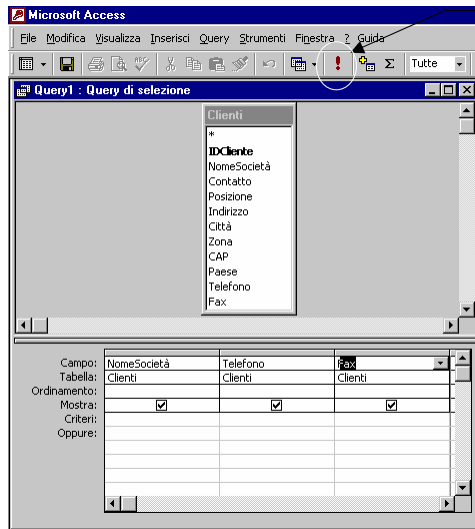 Microsoft Access
File Modifica Visualizza Inserisci Query Strumenti Finestra ? Guida
Tutte
Query1 : Query di selezione
Clienti
*
IDCliente
NomeSocietà
Contatto
Posizione
Indirizzo
Città
Zona
CAP
Paese
Telefono
Fax
Campo: NomeSocietà Telefono Fax
Tabella: Clienti Clienti Clienti
Ordinamento:
Mostra:
Criteri:
Oppure: